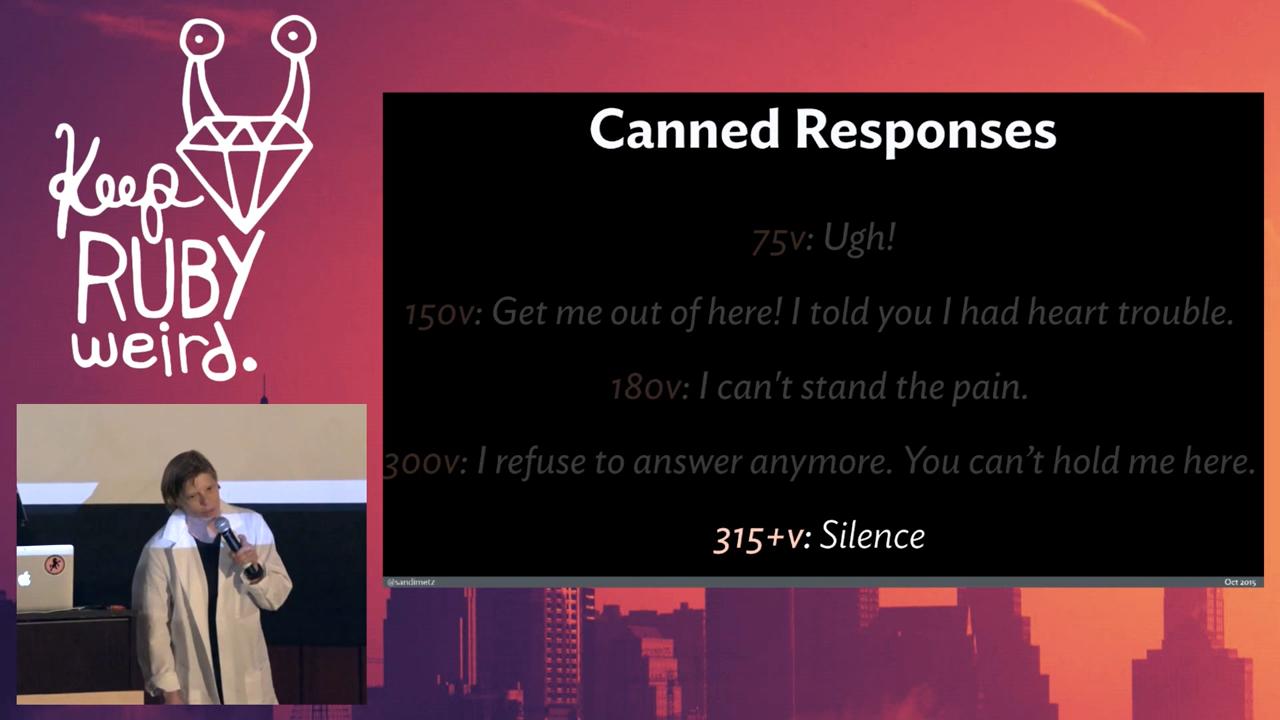 Keep
RUBY
weird.
Canned Responses
75v: Ugh!
150v: Get me out of here! I told you I had heart trouble.
180v: I can't stand the pain.
300v: I refuse to answer anymore. You can’t hold me here.
315+v: Silence
@sandimetz
Oct 2015